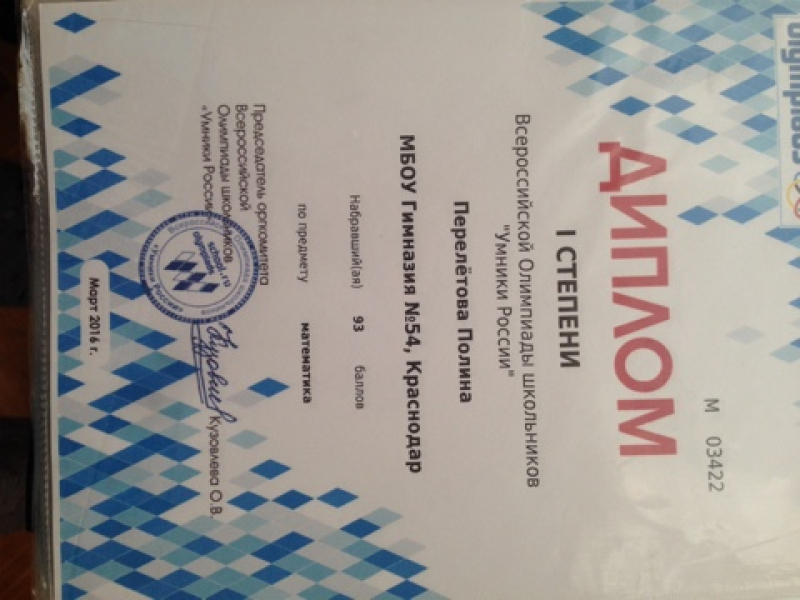 М 03422
ДИПЛОМ
I СТЕПЕНИ
Всероссийской Олимпиады школьников
"Умники России"
Перелётова Полина
МБОУ Гимназия №54, Краснодар
Набравший(ая) 93 баллов
по предмету математика
Председатель оргкомитета
Всероссийской
Олимпиады школьников
«Умники России
Кузовлева О.В.
Март 2016 г.